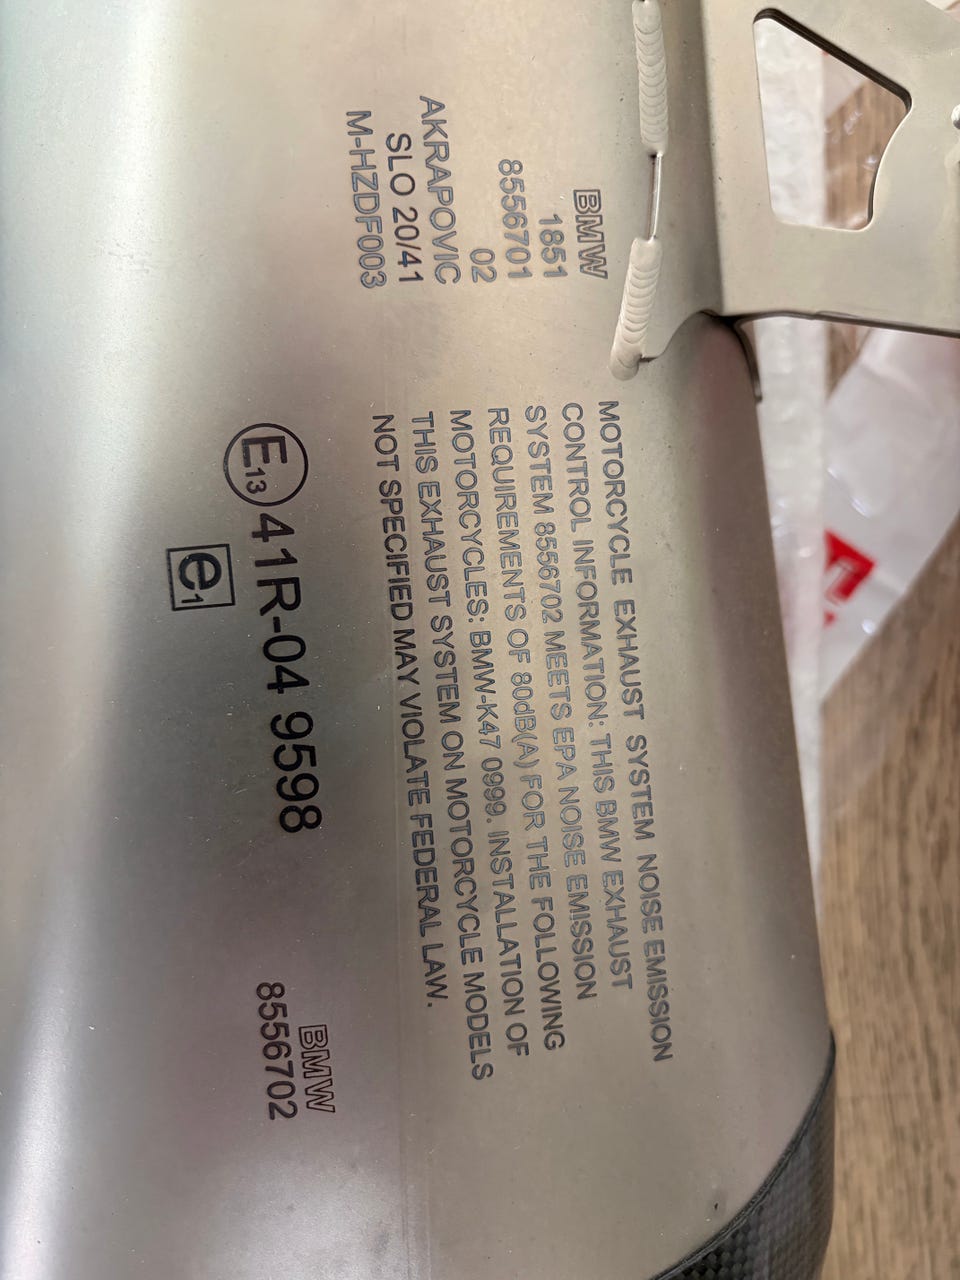 BMW
1851
8556701
02
AKRAPOVIC
SLO 20/41
M-HZDF003
MOTORCYCLE EXHAUST SYSTEM NOISE EMISSION
CONTROL INFORMATION: THIS BMW EXHAUST
SYSTEM 8556702 MEETS EPA NOISE EMISSION
REQUIREMENTS OF 80dB(A) FOR THE FOLLOWING
MOTORCYCLES: BMW-K47 0999. INSTALLATION OF
THIS EXHAUST SYSTEM ON MOTORCYCLE MODELS
NOT SPECIFIED MAY VIOLATE FEDERAL LAW.
E13 41R-04 9598
e1
BMW
8556702